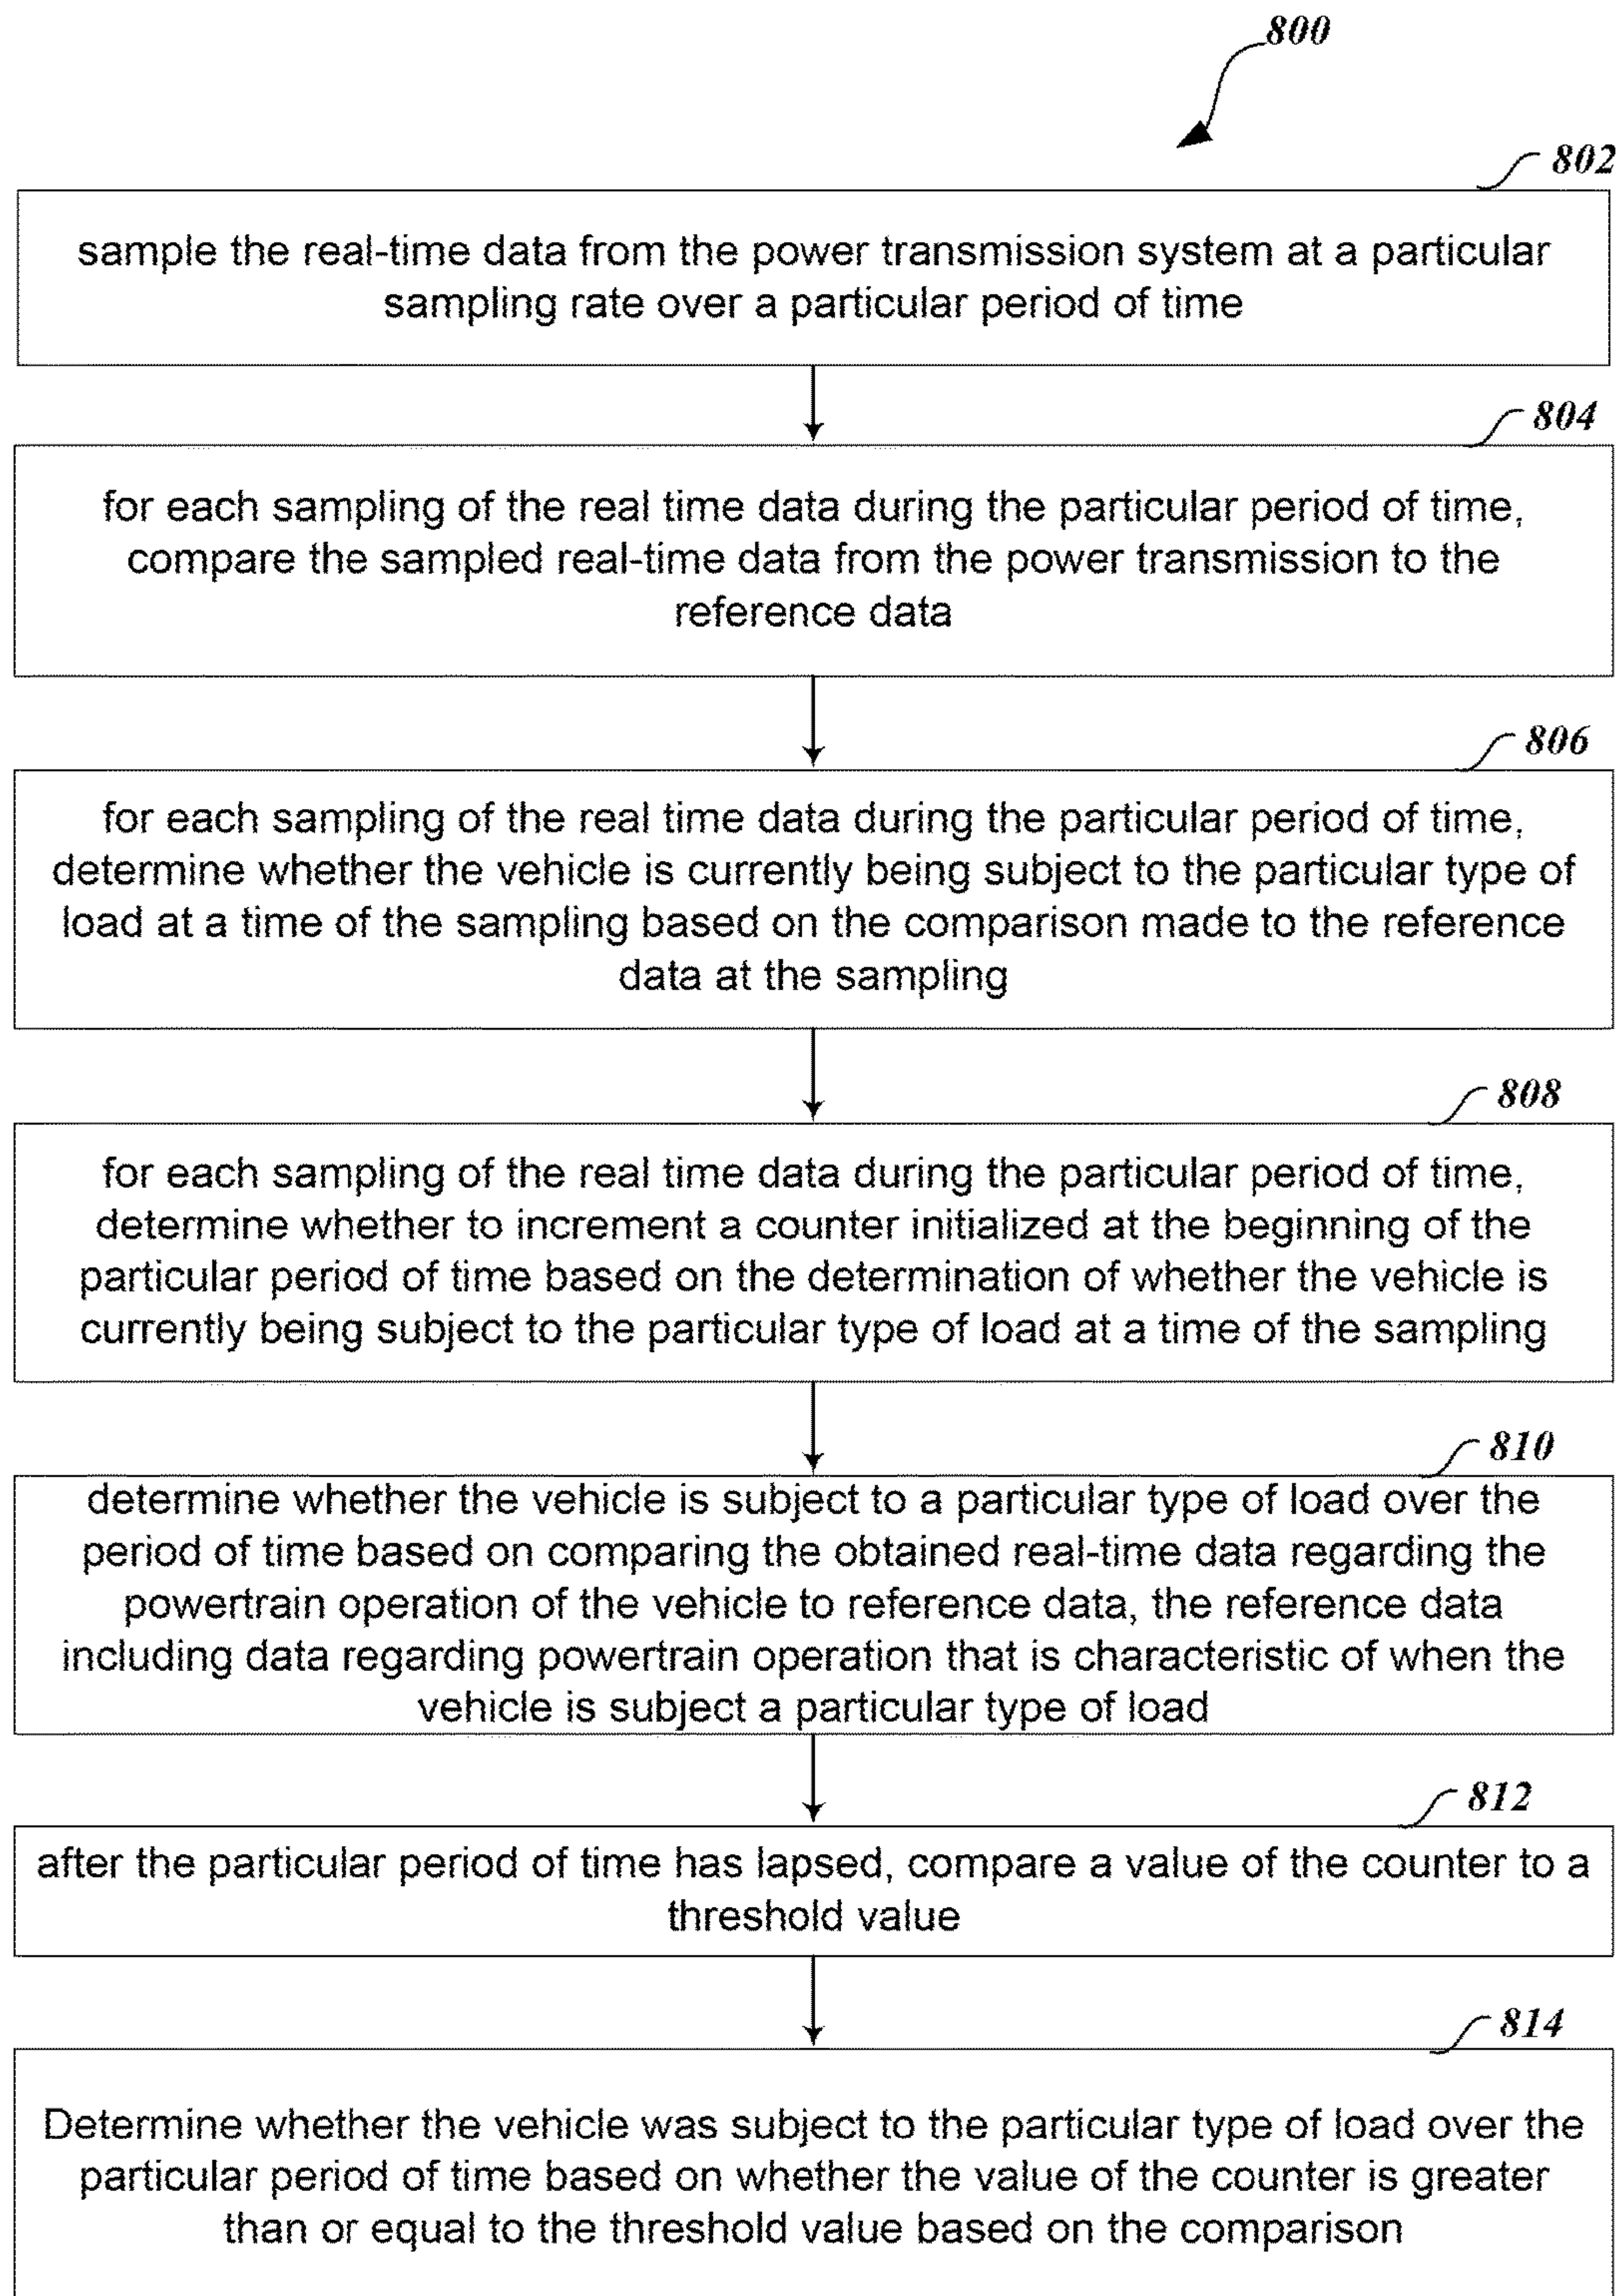 800
802
sample the real-time data from the power transmission system at a particular
sampling rate over a particular period of time
804
for each sampling of the real time data during the particular period of time,
compare the sampled real-time data from the power transmission to the
reference data
806
for each sampling of the real time data during the particular period of time,
determine whether the vehicle is currently being subject to the particular type of
load at a time of the sampling based on the comparison made to the reference
data at the sampling
808
for each sampling of the real time data during the particular period of time,
determine whether to increment a counter initialized at the beginning of the
particular period of time based on the determination of whether the vehicle is
currently being subject to the particular type of load at a time of the sampling
810
determine whether the vehicle is subject to a particular type of load over the
period of time based on comparing the obtained real-time data regarding the
powertrain operation of the vehicle to reference data, the reference data
including data regarding powertrain operation that is characteristic of when the
vehicle is subject a particular type of load
812
after the particular period of time has lapsed, compare a value of the counter to a
threshold value
814
Determine whether the vehicle was subject to the particular type of load over the
particular period of time based on whether the value of the counter is greater
than or equal to the threshold value based on the comparison